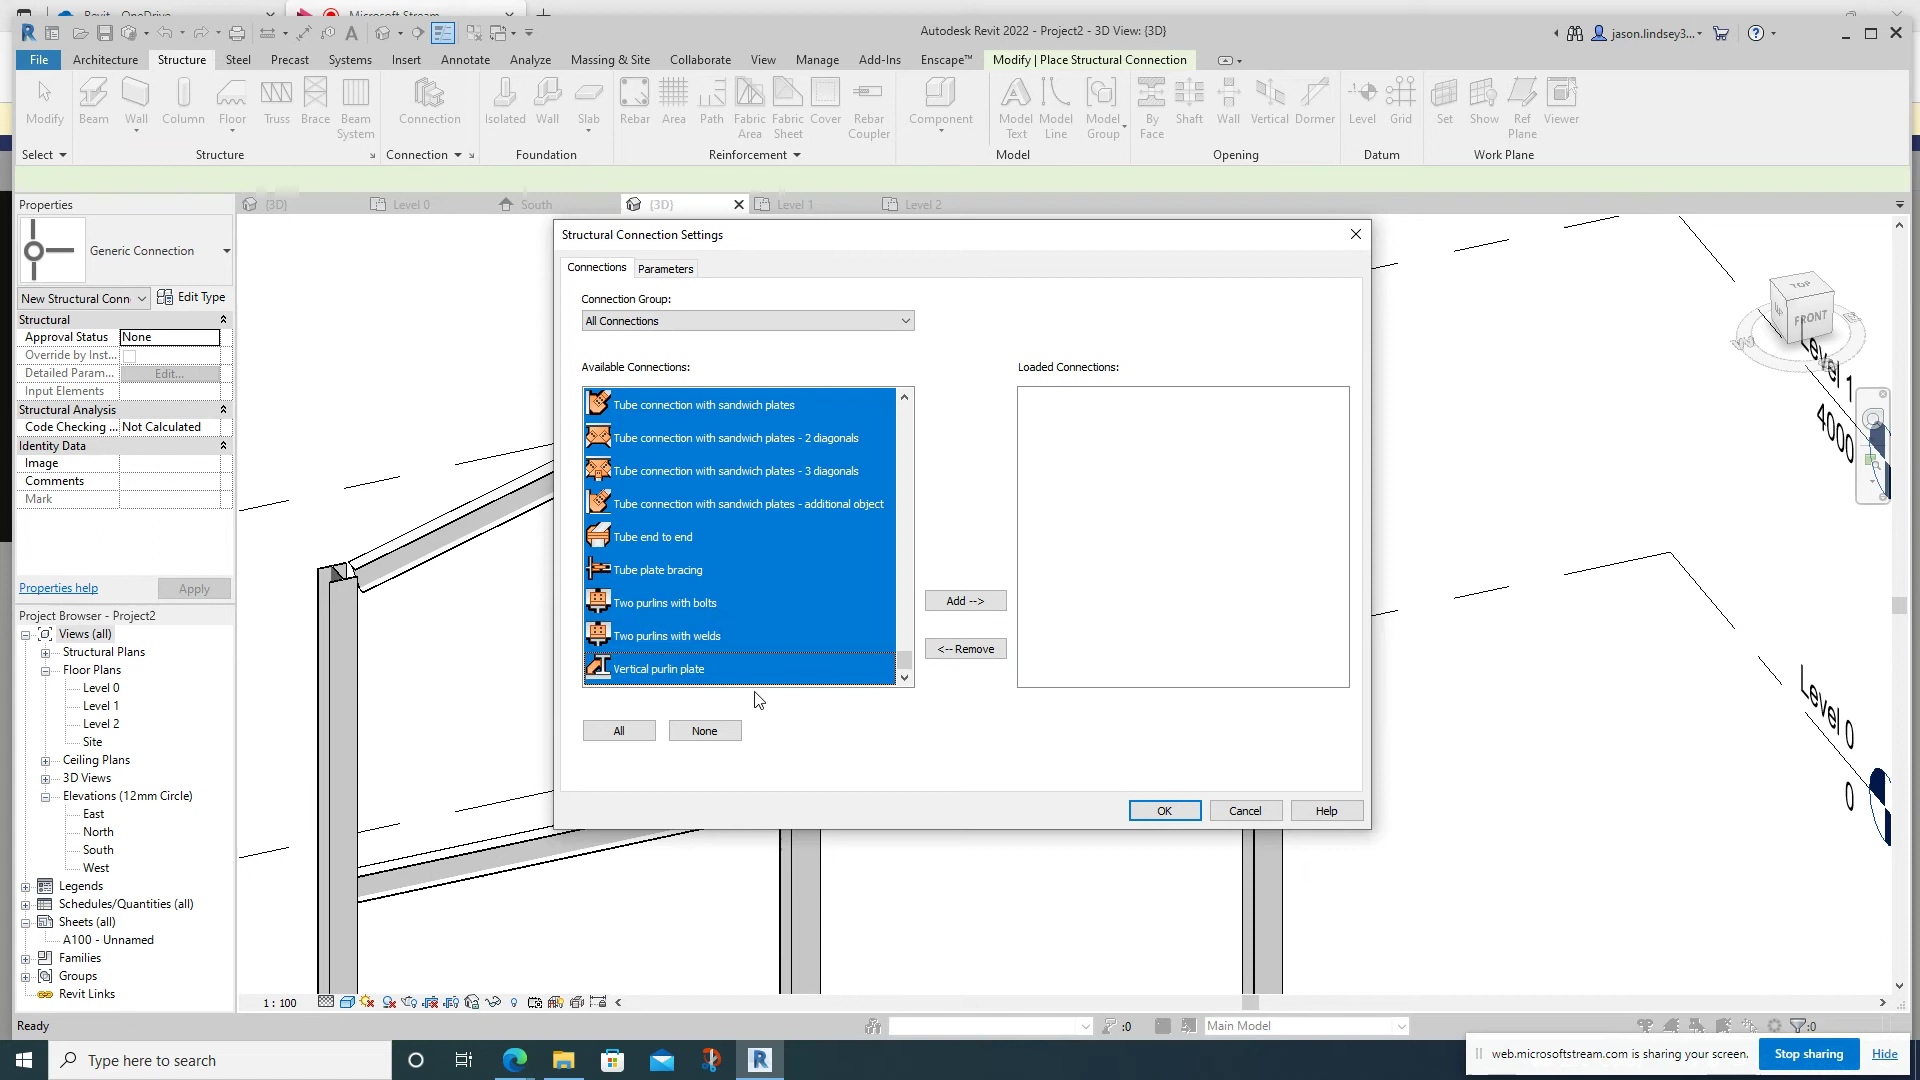 Revit - OneDrive
Microsoft Stream
Autodesk Revit 2022 - Project2 - 3D View: {3D}
jason.lindsey3...
File Architecture Structure Steel Precast Systems Insert Annotate Analyze Massing & Site Collaborate View Manage Add-Ins Enscape™ Modify | Place Structural Connection
Modify Beam Wall Column Floor Truss Brace Beam System Connection Isolated Wall Slab Rebar Area Path Fabric Area Fabric Sheet Cover Rebar Coupler Component Model Text Model Line Model Group By Face Shaft Wall Vertical Dormer Level Grid Set Show Ref Plane Viewer
Select Structure Connection Foundation Reinforcement Model Opening Datum Work Plane
Properties
{3D} Level 0 South {3D} Level 1 Level 2
Generic Connection
New Structural Conn
Edit Type
Structural
Approval Status None
Override by Inst...
Detailed Param... Edit...
Input Elements
Structural Analysis
Code Checking ... Not Calculated
Identity Data
Image
Comments
Mark
Properties help Apply
Project Browser - Project2
Views (all)
Structural Plans
Floor Plans
Level 0
Level 1
Level 2
Site
Ceiling Plans
3D Views
Elevations (12mm Circle)
East
North
South
West
Legends
Schedules/Quantities (all)
Sheets (all)
A100 - Unnamed
Families
Groups
Revit Links
Structural Connection Settings
Connections Parameters
Connection Group:
All Connections
Available Connections:
Loaded Connections:
Tube connection with sandwich plates
Tube connection with sandwich plates - 2 diagonals
Tube connection with sandwich plates - 3 diagonals
Tube connection with sandwich plates - additional object
Tube end to end
Tube plate bracing
Two purlins with bolts
Two purlins with welds
Vertical purlin plate
Add -->
<-- Remove
All None
OK Cancel Help
TOP
FRONT
W
Level 1
4000
Level 0
0
1 : 100
Ready
:0
Main Model
:0
Type here to search
web.microsoftstream.com is sharing your screen. Stop sharing Hide